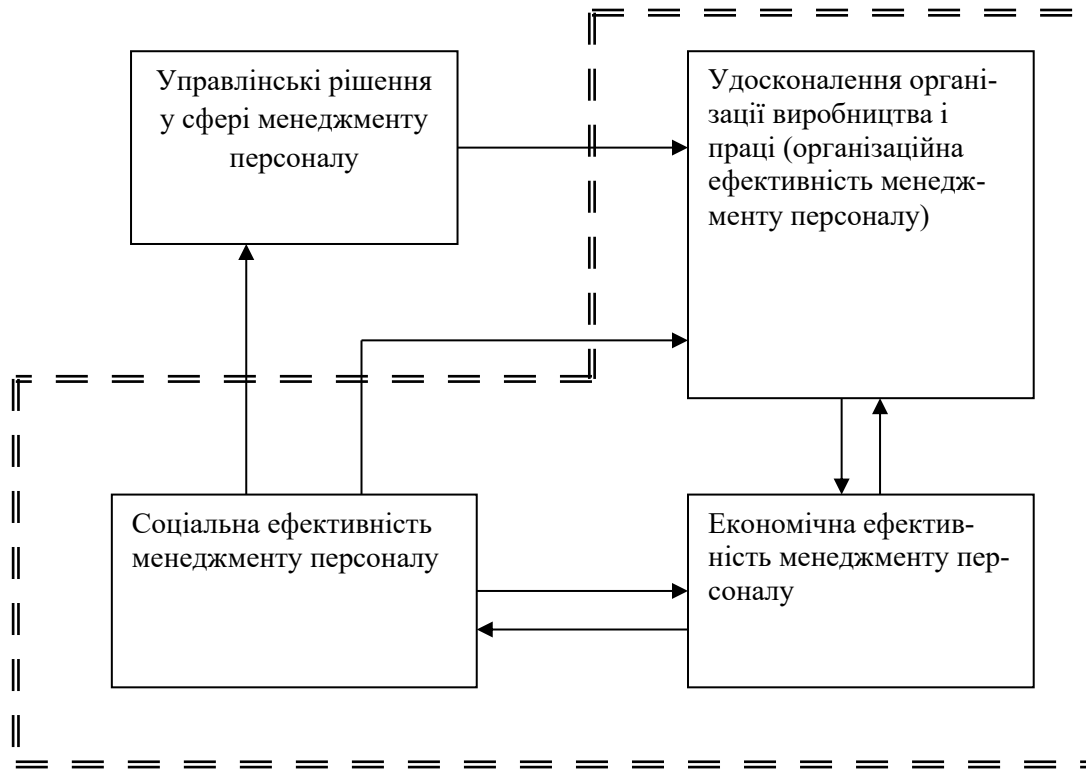 Управлінські рішення
у сфері менеджменту
персоналу
Удосконалення органі-
зації виробництва і
праці (організаційна
ефективність менедж-
менту персоналу)
Соціальна ефективність
менеджменту персоналу
Економічна ефектив-
ність менеджменту пер-
соналу